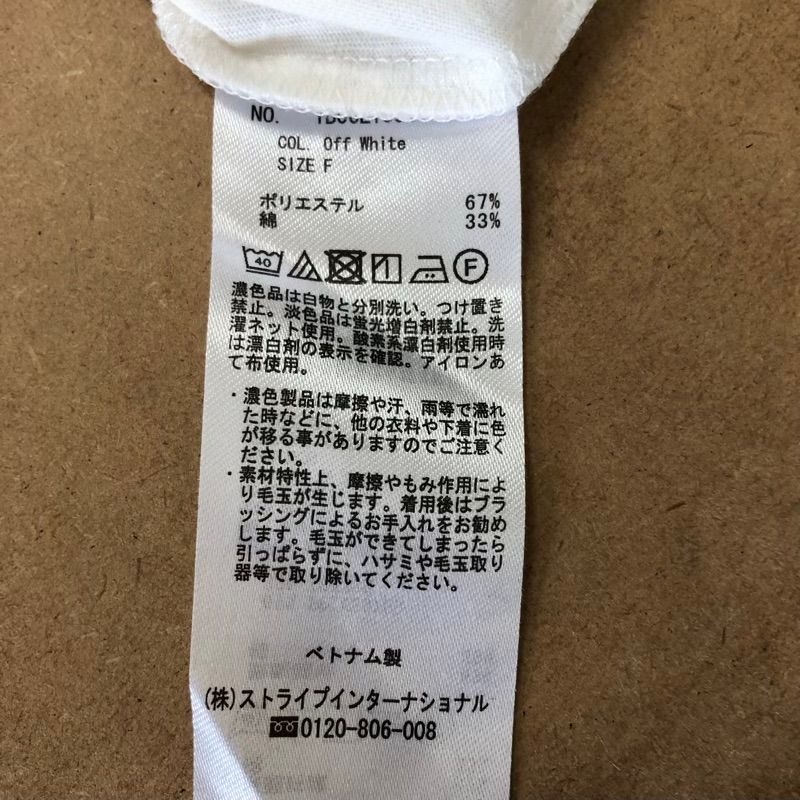 NO.
COL. Off White
SIZE F
ポリエステル 67%
綿 33%
40
F
濃色品は白物と分別洗い。つけ置き
禁止。淡色品は蛍光増白剤禁止。洗
濯ネット使用。酸素系漂白剤使用時
は漂白剤の表示を確認。アイロンあ
て布使用。
・濃色製品は摩擦や汗、雨等で濡れ
た時などに、他の衣料や下着に色
が移る事がありますのでご注意く
ださい。
・素材特性上、摩擦やもみ作用によ
り毛玉が生じます。着用後はブラ
ッシングによるお手入れをお勧め
します。毛玉ができてしまったら
引っぱらずに、ハサミや毛玉取り
器等で取り除いてください。
ベトナム製
(株)ストライプインターナショナル
0120-806-008